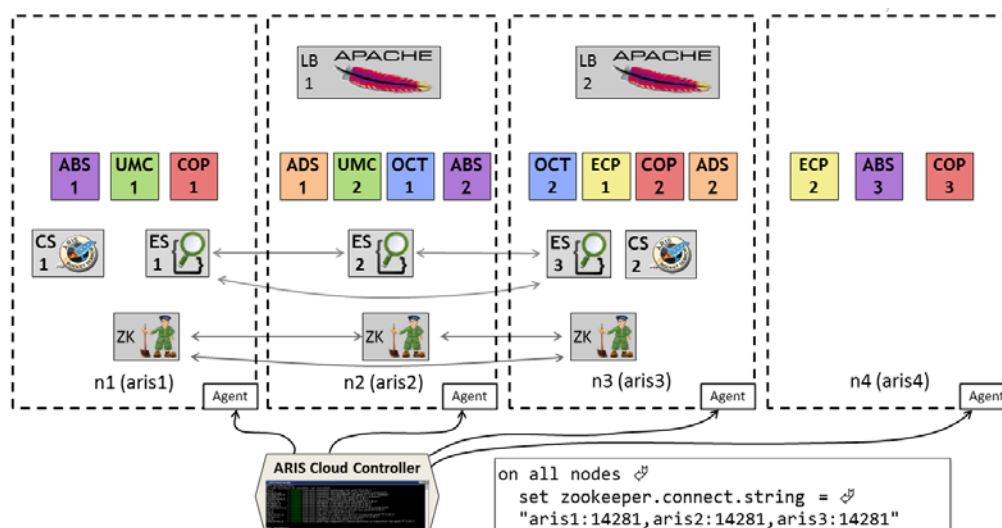 LB
1
APACHE
LB
2
APACHE
ABS
1
UMC
1
COP
1
ADS
1
UMC
2
OCT
1
ABS
2
OCT
2
ECP
1
COP
2
ADS
2
ECP
2
ABS
3
COP
3
CS
1
ES
1
ES
2
ES
3
CS
2
ZK
ZK
ZK
n1 (aris1)
n2 (aris2)
n3 (aris3)
n4 (aris4)
Agent
Agent
Agent
Agent
ARIS Cloud Controller
on all nodes
set zookeeper.connect.string =
"aris1:14281,aris2:14281,aris3:14281"